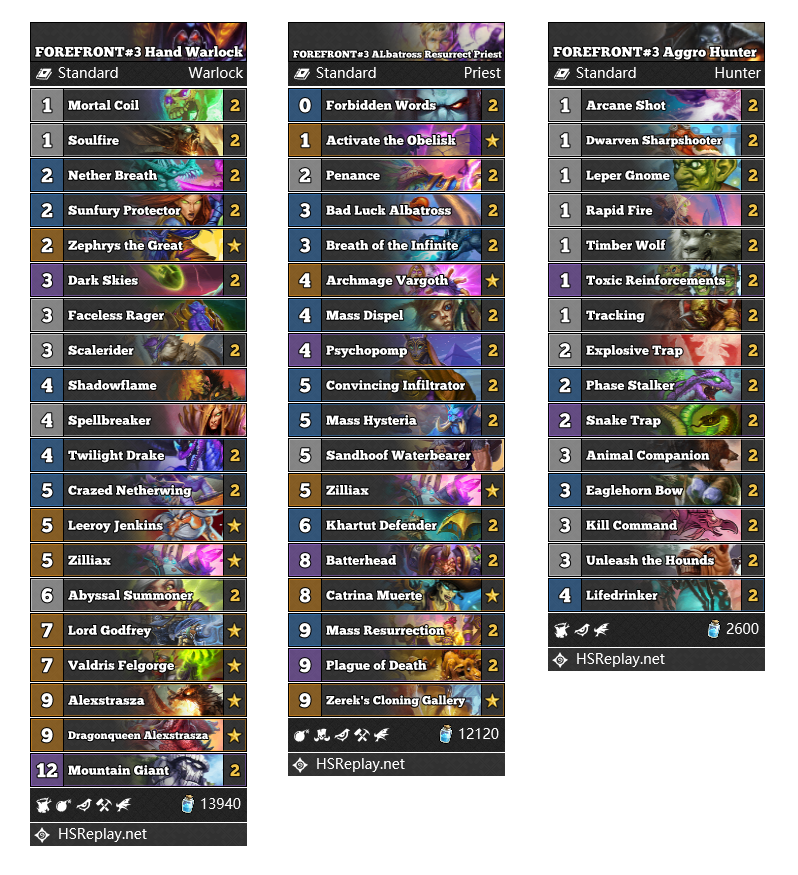 FOREFRONT#3 Hand Warlock
Standard Warlock
1 Mortal Coil 2
1 Soulfire 2
2 Nether Breath 2
2 Sunfury Protector 2
2 Zephrys the Great ★
3 Dark Skies 2
3 Faceless Rager
3 Scalerider 2
4 Shadowflame
4 Spellbreaker
4 Twilight Drake 2
5 Crazed Netherwing 2
5 Leeroy Jenkins ★
5 Zilliax ★
6 Abyssal Summoner 2
7 Lord Godfrey ★
7 Valdris Felgorge ★
9 Alexstrasza ★
9 Dragonqueen Alexstrasza ★
12 Mountain Giant 2
13940
HSReplay.net
FOREFRONT#3 ALbatross Resurrect Priest
Standard Priest
0 Forbidden Words 2
1 Activate the Obelisk ★
2 Penance 2
3 Bad Luck Albatross 2
3 Breath of the Infinite 2
4 Archmage Vargoth ★
4 Mass Dispel 2
4 Psychopomp 2
5 Convincing Infiltrator 2
5 Mass Hysteria 2
5 Sandhoof Waterbearer
5 Zilliax ★
6 Khartut Defender 2
8 Batterhead 2
8 Catrina Muerte ★
9 Mass Resurrection 2
9 Plague of Death 2
9 Zerek's Cloning Gallery ★
12120
HSReplay.net
FOREFRONT#3 Aggro Hunter
Standard Hunter
1 Arcane Shot 2
1 Dwarven Sharpshooter 2
1 Leper Gnome 2
1 Rapid Fire 2
1 Timber Wolf 2
1 Toxic Reinforcements 2
1 Tracking 2
2 Explosive Trap 2
2 Phase Stalker 2
2 Snake Trap 2
3 Animal Companion 2
3 Eaglehorn Bow 2
3 Kill Command 2
3 Unleash the Hounds 2
4 Lifedrinker 2
2600
HSReplay.net